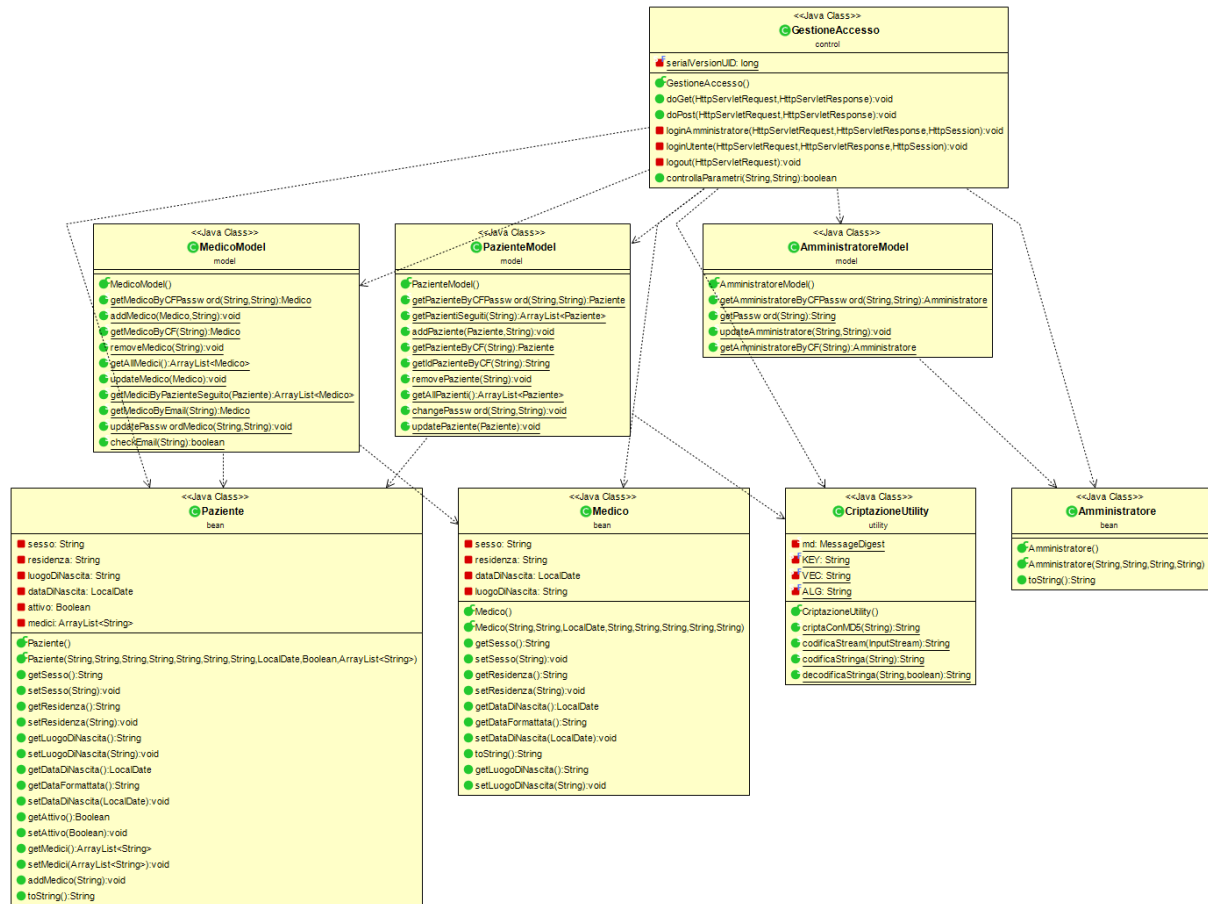 <<Java Class>>
GestioneAccesso
control
serialVersionUID: long
GestioneAccesso()
doGet(HttpServletRequest,HttpServletResponse):void
doPost(HttpServletRequest,HttpServletResponse):void
loginAmministratore(HttpServletRequest,HttpServletResponse,HttpSession):void
loginUtente(HttpServletRequest,HttpServletResponse,HttpSession):void
logout(HttpServletRequest):void
controllaParametri(String,String):boolean
<<Java Class>>
MedicoModel
model
MedicoModel()
getMedicoByCFPassword(String,String):Medico
addMedico(Medico,String):void
getMedicoByCF(String):Medico
removeMedico(String):void
getAllMedici():ArrayList<Medico>
updateMedico(Medico):void
getMediciByPazienteSeguito(Paziente):ArrayList<Medico>
getMedicoByEmail(String):Medico
updatePasswordMedico(String,String):void
checkEmail(String):boolean
<<Java Class>>
PazienteModel
model
PazienteModel()
getPazienteByCFPassword(String,String):Paziente
getPazientiSeguiti(String):ArrayList<Paziente>
addPaziente(Paziente,String):void
getPazienteByCF(String):Paziente
getIdPazienteByCF(String):String
removePaziente(String):void
getAllPazienti():ArrayList<Paziente>
changePassword(String,String):void
updatePaziente(Paziente):void
<<Java Class>>
AmministratoreModel
model
AmministratoreModel()
getAmministratoreByCFPassword(String,String):Amministratore
getPassword(String):String
updateAmministratore(String,String):void
getAmministratoreByCF(String):Amministratore
<<Java Class>>
Paziente
bean
sesso: String
residenza: String
luogoDiNascita: String
dataDiNascita: LocalDate
attivo: Boolean
medici: ArrayList<String>
Paziente()
Paziente(String,String,String,String,String,String,String,LocalDate,Boolean,ArrayList<String>)
getSesso():String
setSesso(String):void
getResidenza():String
setResidenza(String):void
getLuogoDiNascita():String
setLuogoDiNascita(String):void
getDataDiNascita():LocalDate
getDataFormattata():String
setDataDiNascita(LocalDate):void
getAttivo():Boolean
setAttivo(Boolean):void
getMedici():ArrayList<String>
setMedici(ArrayList<String>):void
addMedico(String):void
toString():String
<<Java Class>>
Medico
bean
sesso: String
residenza: String
dataDiNascita: LocalDate
luogoDiNascita: String
Medico()
Medico(String,String,LocalDate,String,String,String,String,String)
getSesso():String
setSesso(String):void
getResidenza():String
setResidenza(String):void
getDataDiNascita():LocalDate
getDataFormattata():String
setDataDiNascita(LocalDate):void
toString():String
getLuogoDiNascita():String
setLuogoDiNascita(String):void
<<Java Class>>
CriptazioneUtility
utility
md: MessageDigest
KEY: String
VEC: String
ALG: String
CriptazioneUtility()
criptaConMD5(String):String
codificaStream(InputStream):String
codificaStringa(String):String
decodificaStringa(String,boolean):String
<<Java Class>>
Amministratore
bean
Amministratore()
Amministratore(String,String,String,String)
toString():String